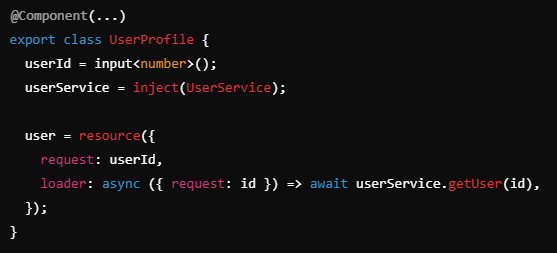 @Component(...)
export class UserProfile {
  userId = input<number>();
  userService = inject(UserService);

  user = resource({
    request: userId,
    loader: async ({ request: id }) => await userService.getUser(id),
  });
}